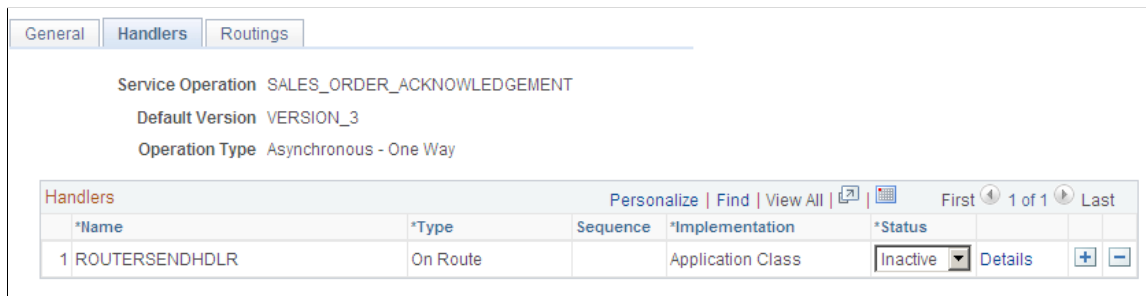 General Handlers Routings
Service Operation SALES_ORDER_ACKNOWLEDGEMENT
Default Version VERSION_3
Operation Type Asynchronous - One Way
Handlers Personalize | Find | View All | | First 1 of 1 Last
*Name *Type Sequence *Implementation *Status
1 ROUTERSENDHDLR On Route Application Class Inactive Details + −